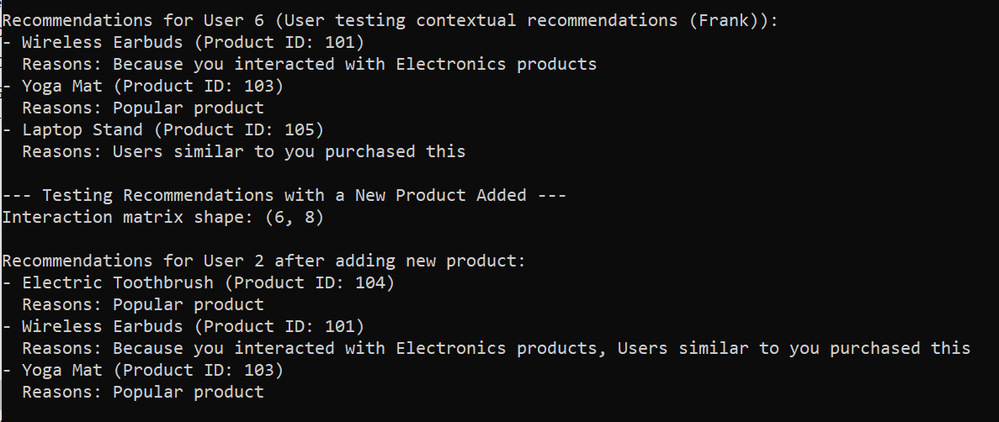 Recommendations for User 6 (User testing contextual recommendations (Frank)):
- Wireless Earbuds (Product ID: 101)
  Reasons: Because you interacted with Electronics products
- Yoga Mat (Product ID: 103)
  Reasons: Popular product
- Laptop Stand (Product ID: 105)
  Reasons: Users similar to you purchased this

--- Testing Recommendations with a New Product Added ---
Interaction matrix shape: (6, 8)

Recommendations for User 2 after adding new product:
- Electric Toothbrush (Product ID: 104)
  Reasons: Popular product
- Wireless Earbuds (Product ID: 101)
  Reasons: Because you interacted with Electronics products, Users similar to you purchased this
- Yoga Mat (Product ID: 103)
  Reasons: Popular product